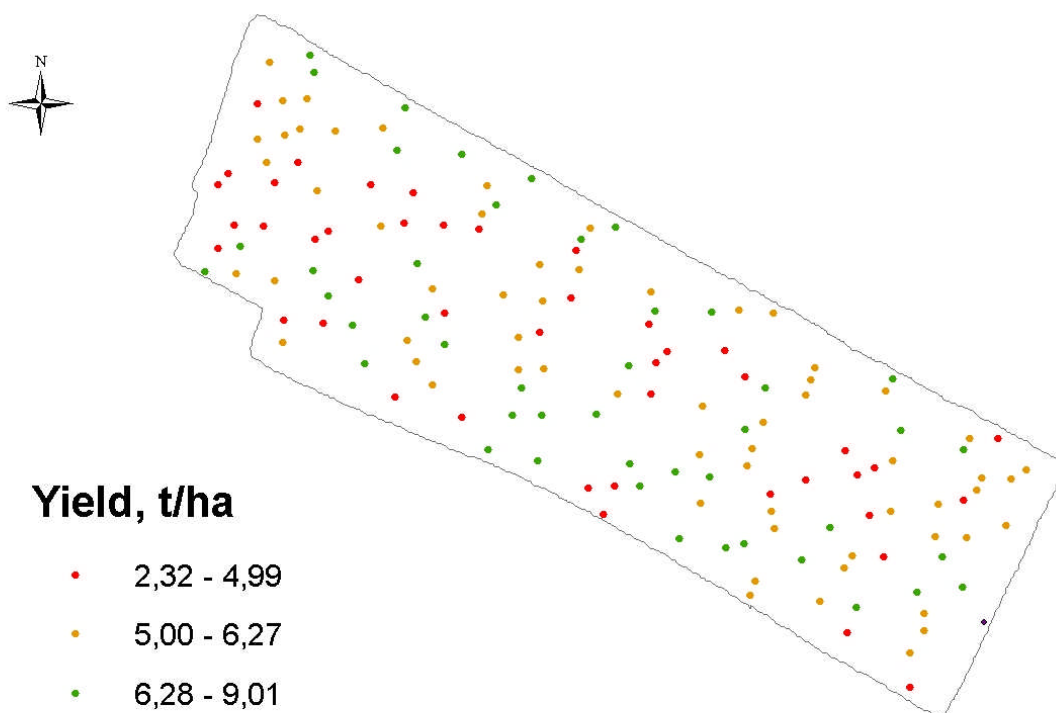 N
Yield, t/ha
2,32 - 4,99
5,00 - 6,27
6,28 - 9,01